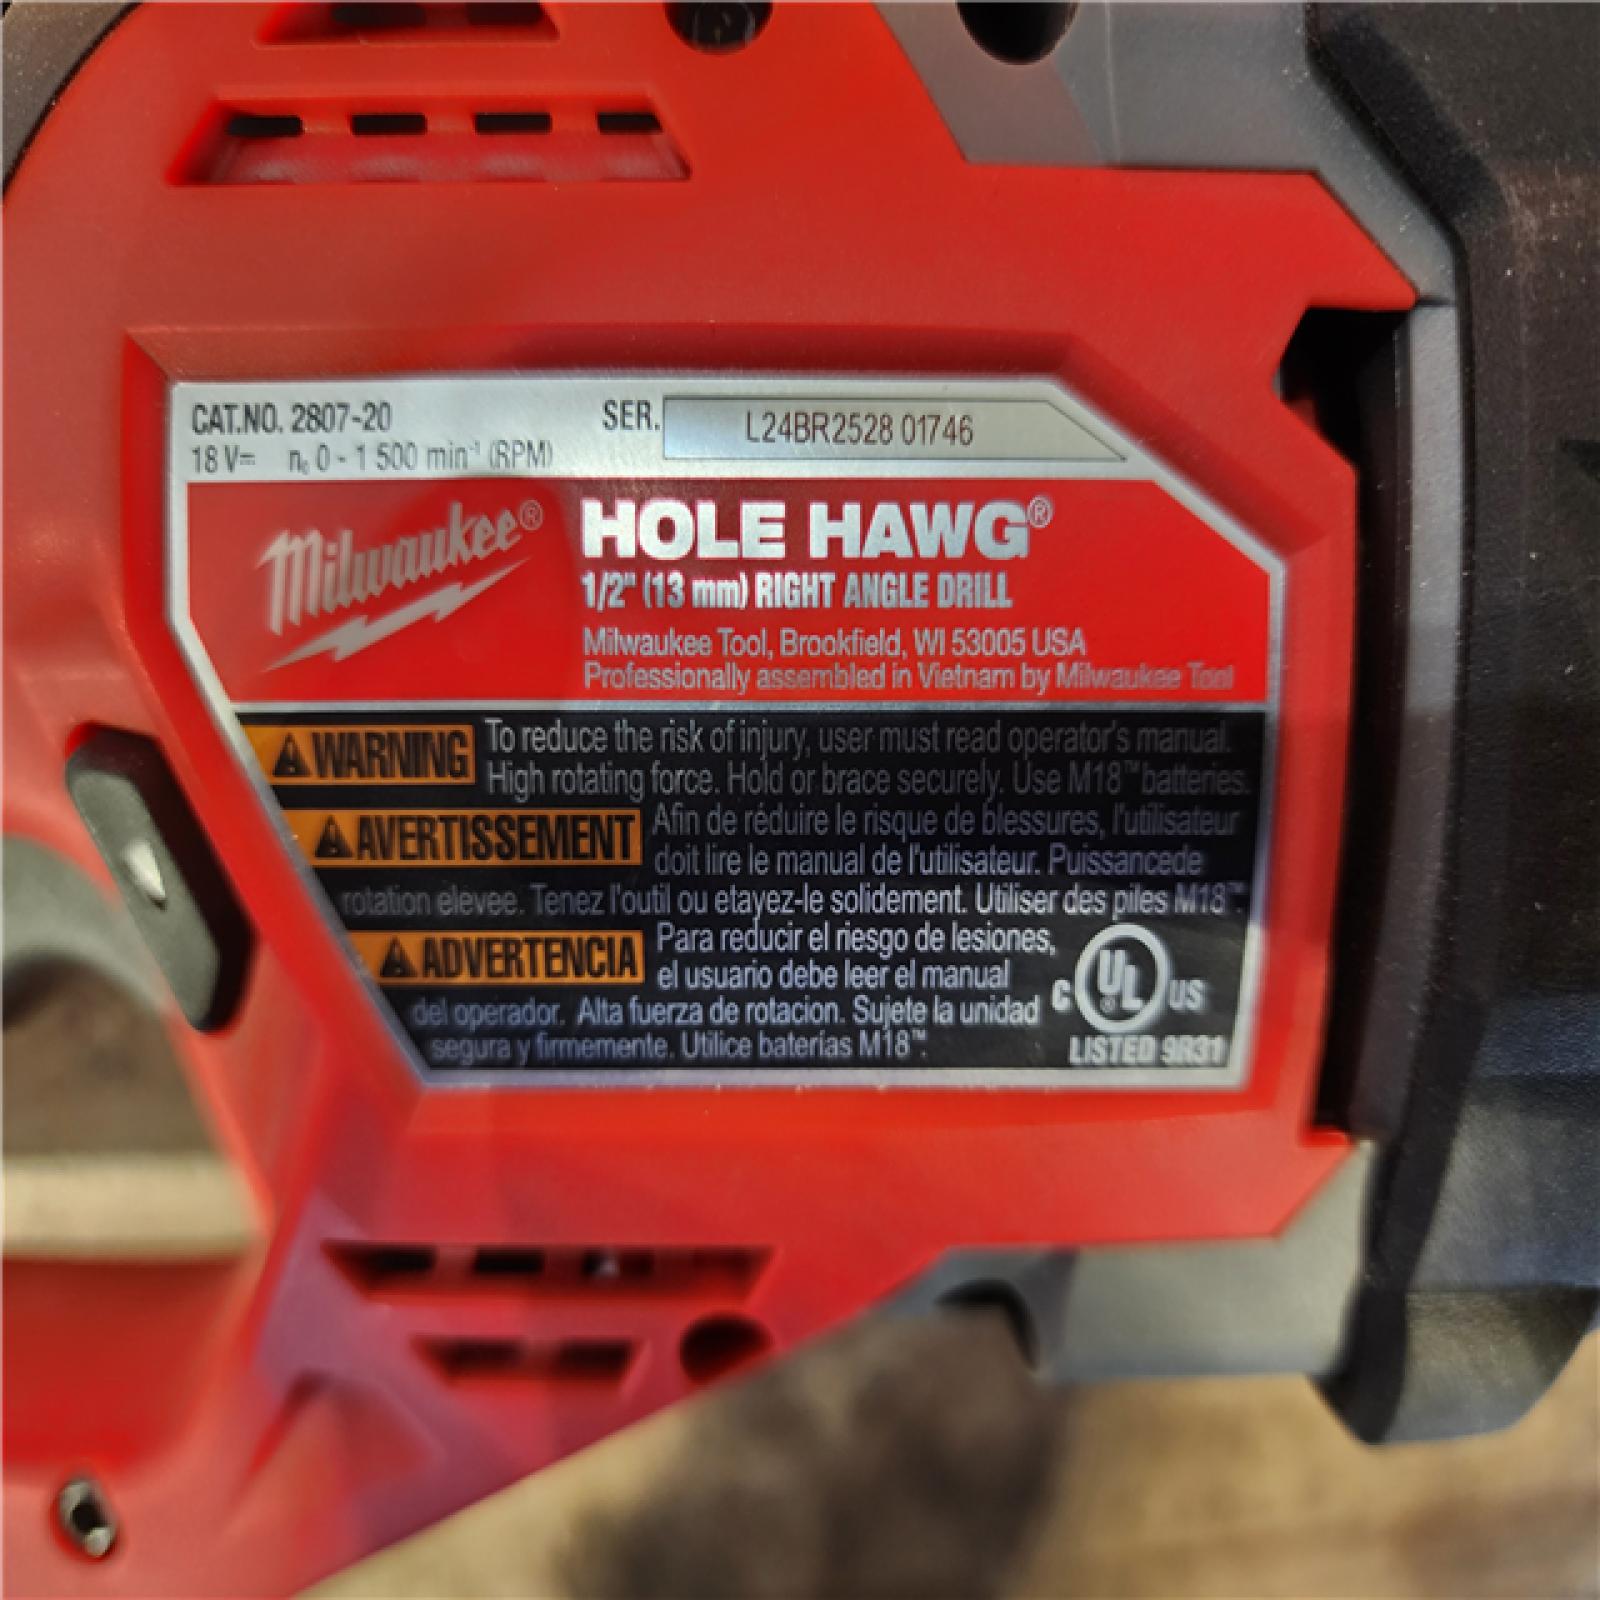 CAT.NO. 2807-20
SER. L24BR2528 01746
18 V⎓ n₀ 0 - 1 500 min⁻¹ (RPM)
Milwaukee®
HOLE HAWG®
1/2" (13 mm) RIGHT ANGLE DRILL
Milwaukee Tool, Brookfield, WI 53005 USA
Professionally assembled in Vietnam by Milwaukee Tool
⚠WARNING To reduce the risk of injury, user must read operator's manual.
High rotating force. Hold or brace securely. Use M18™ batteries.
⚠AVERTISSEMENT Afin de réduire le risque de blessures, l'utilisateur
doit lire le manual de l'utilisateur. Puissancede
rotation elevee. Tenez l'outil ou etayez-le solidement. Utiliser des piles M18™.
⚠ADVERTENCIA Para reducir el riesgo de lesiones,
el usuario debe leer el manual
del operador. Alta fuerza de rotacion. Sujete la unidad
segura y firmemente. Utilice baterias M18™.
C UL® US
LISTED 9R31